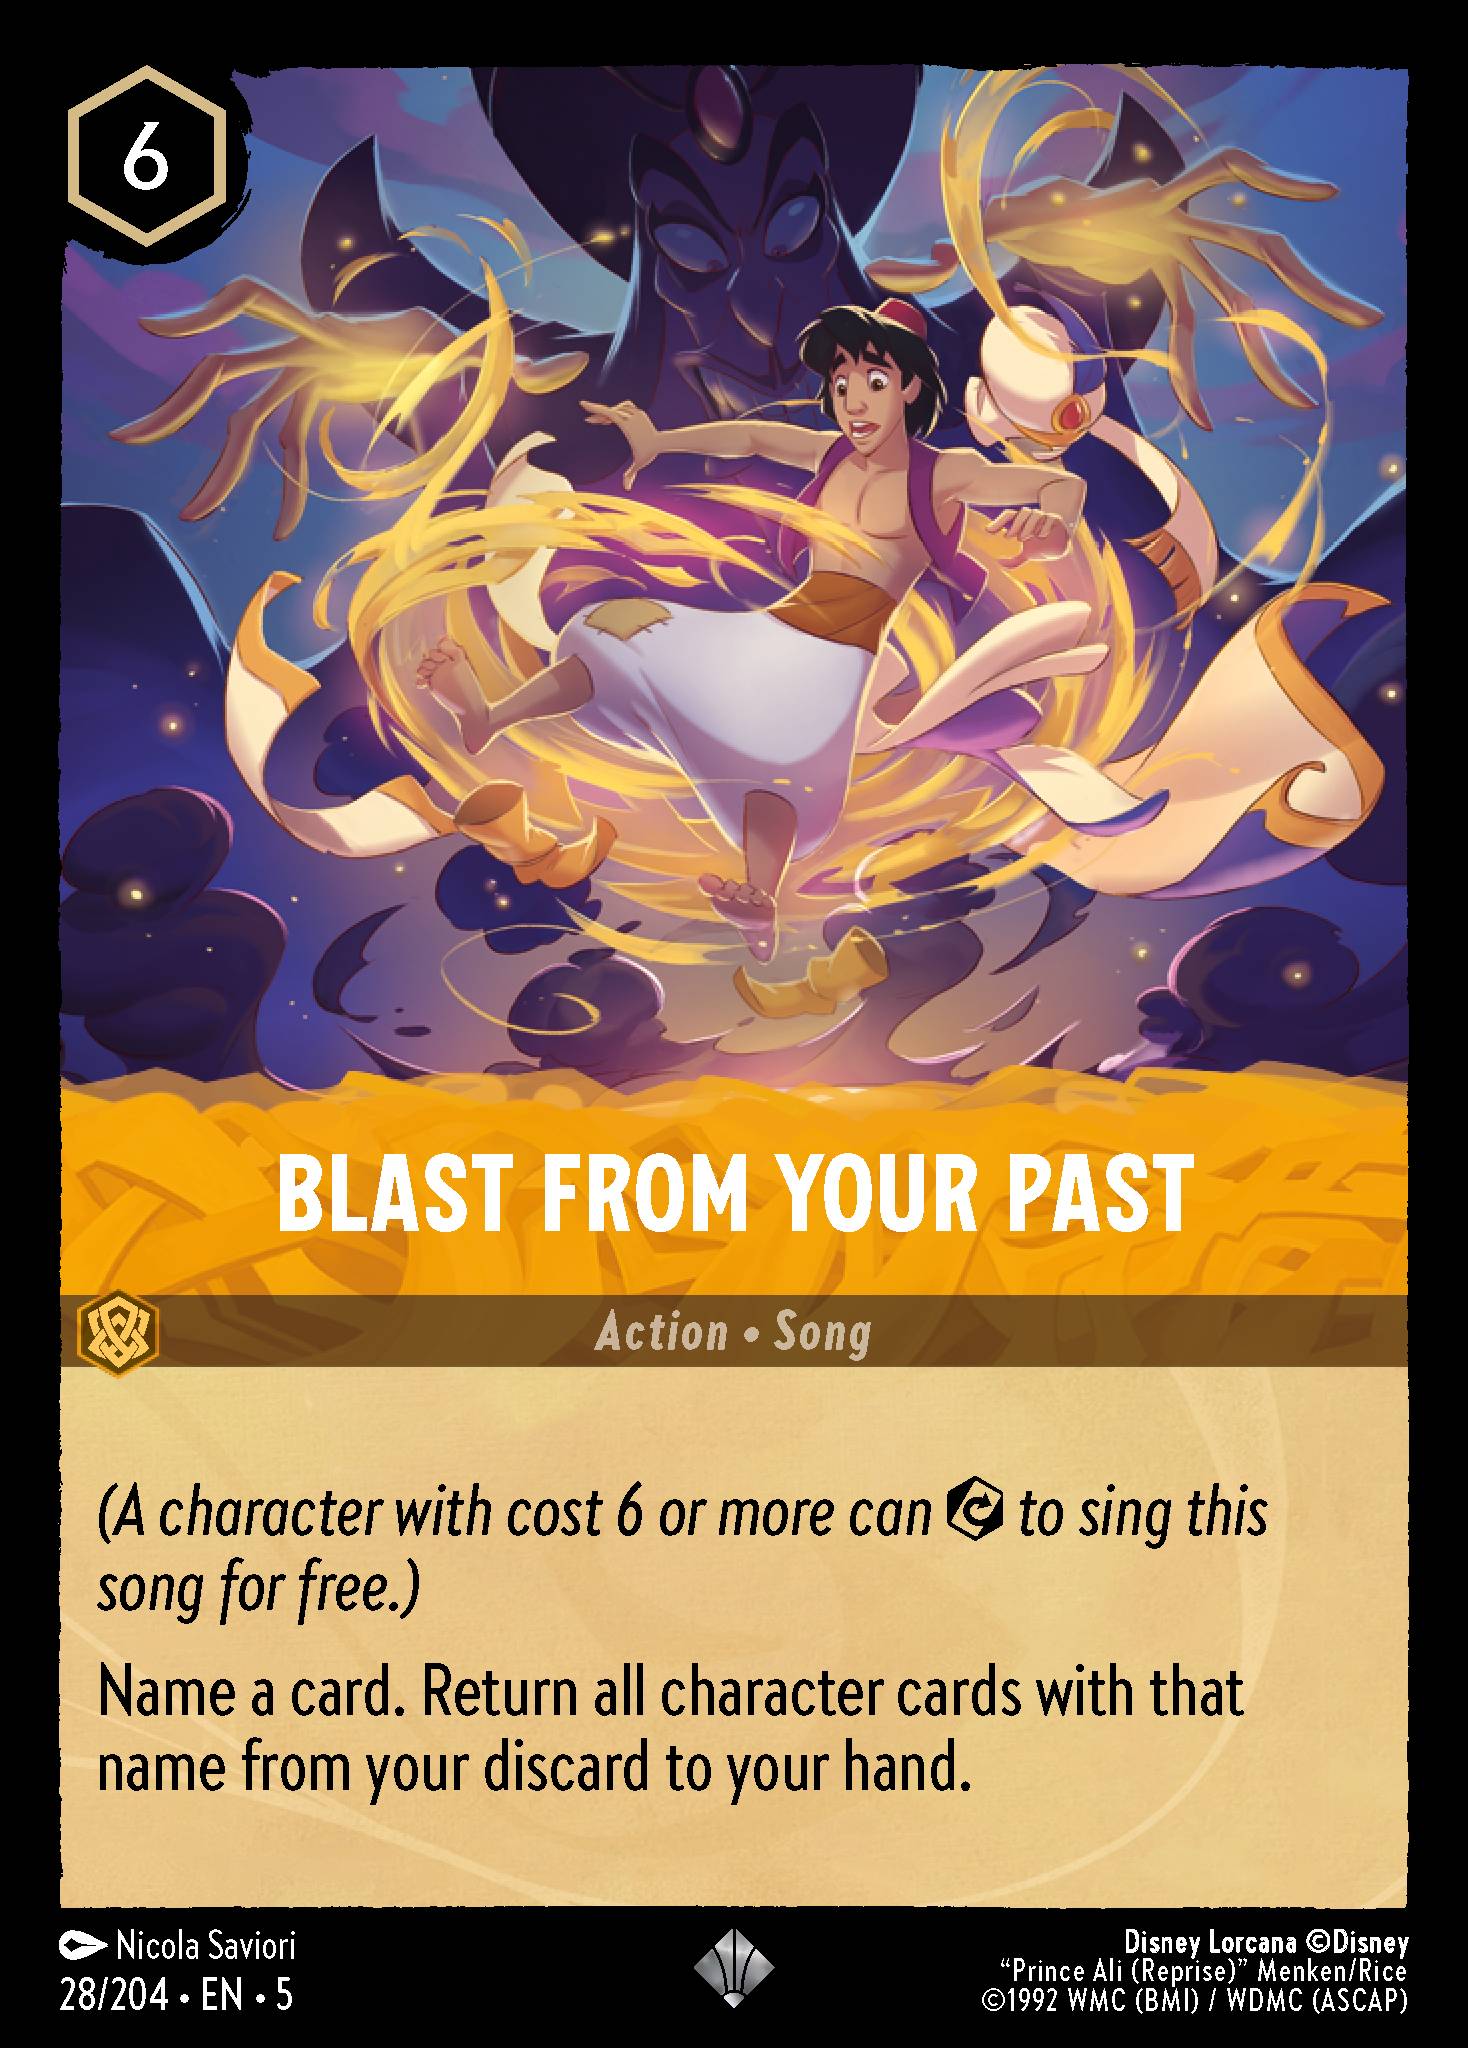 6
BLAST FROM YOUR PAST
Action • Song
(A character with cost 6 or more can to sing this
song for free.)
Name a card. Return all character cards with that
name from your discard to your hand.
Nicola Saviori
28/204 • EN • 5
Disney Lorcana ©Disney
“Prince Ali (Reprise)” Menken/Rice
©1992 WMC (BMI) / WDMC (ASCAP)